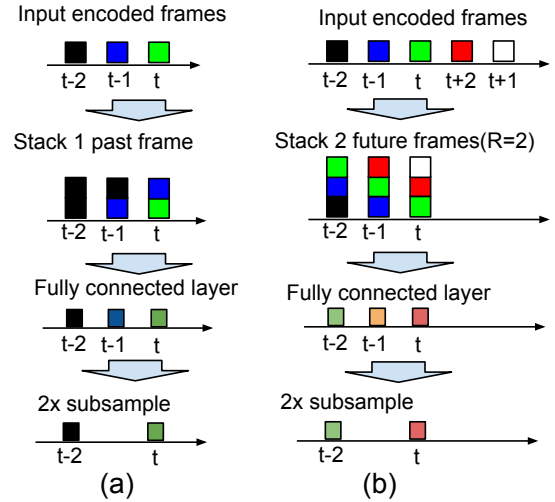 Input encoded frames
t-2 t-1 t
Stack 1 past frame
t-2 t-1 t
Fully connected layer
t-2 t-1 t
2x subsample
t-2 t
(a)
Input encoded frames
t-2 t-1 t t+2 t+1
Stack 2 future frames(R=2)
t-2 t-1 t
Fully connected layer
t-2 t-1 t
2x subsample
t-2 t
(b)